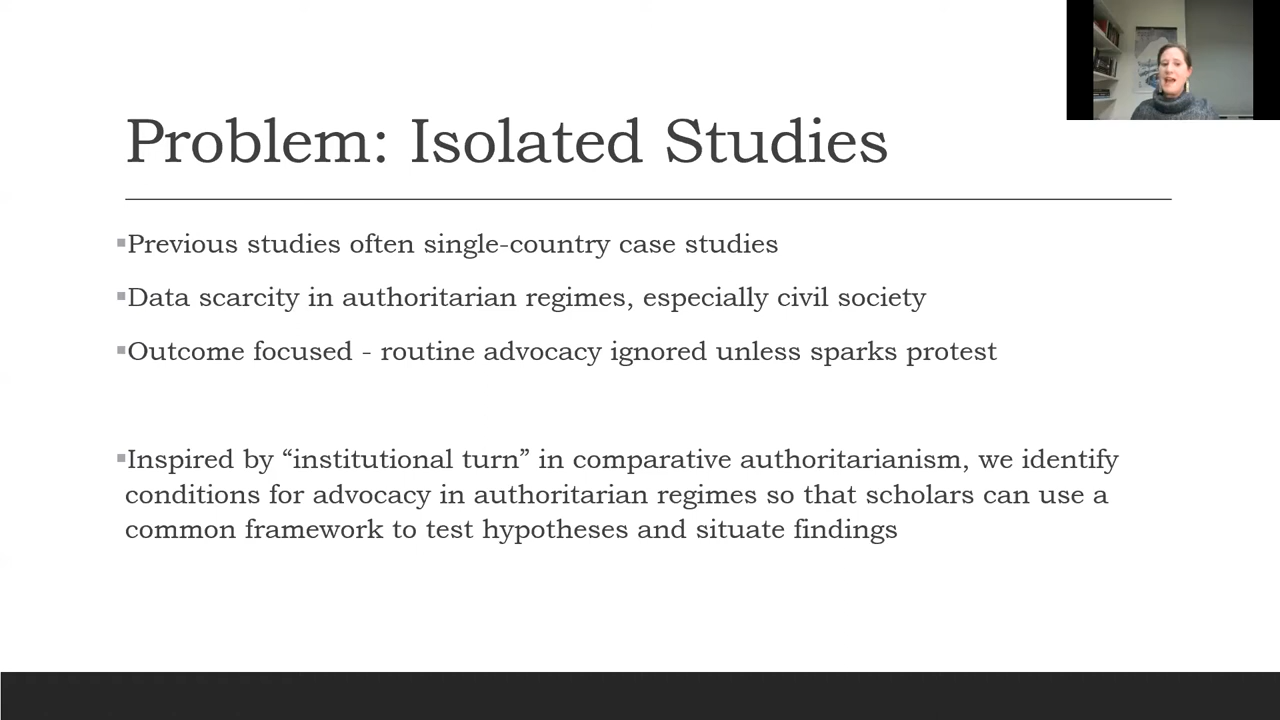 Problem: Isolated Studies
▪Previous studies often single-country case studies
▪Data scarcity in authoritarian regimes, especially civil society
▪Outcome focused - routine advocacy ignored unless sparks protest
▪Inspired by “institutional turn” in comparative authoritarianism, we identify
conditions for advocacy in authoritarian regimes so that scholars can use a
common framework to test hypotheses and situate findings